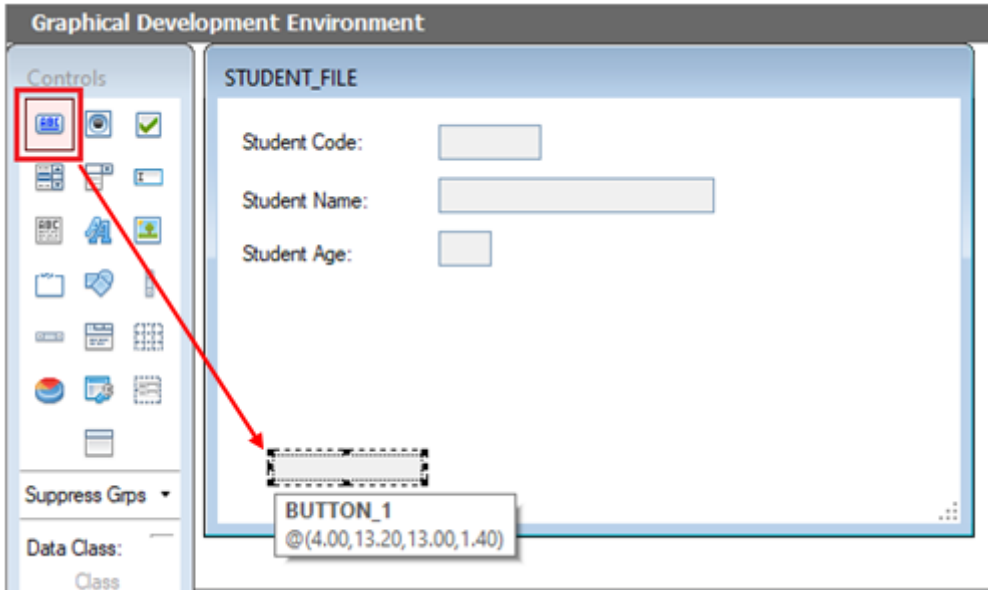 Graphical Development Environment
Controls
STUDENT_FILE
Student Code:
Student Name:
Student Age:
Suppress Grps
Data Class:
Class
BUTTON_1
@(4.00,13.20,13.00,1.40)